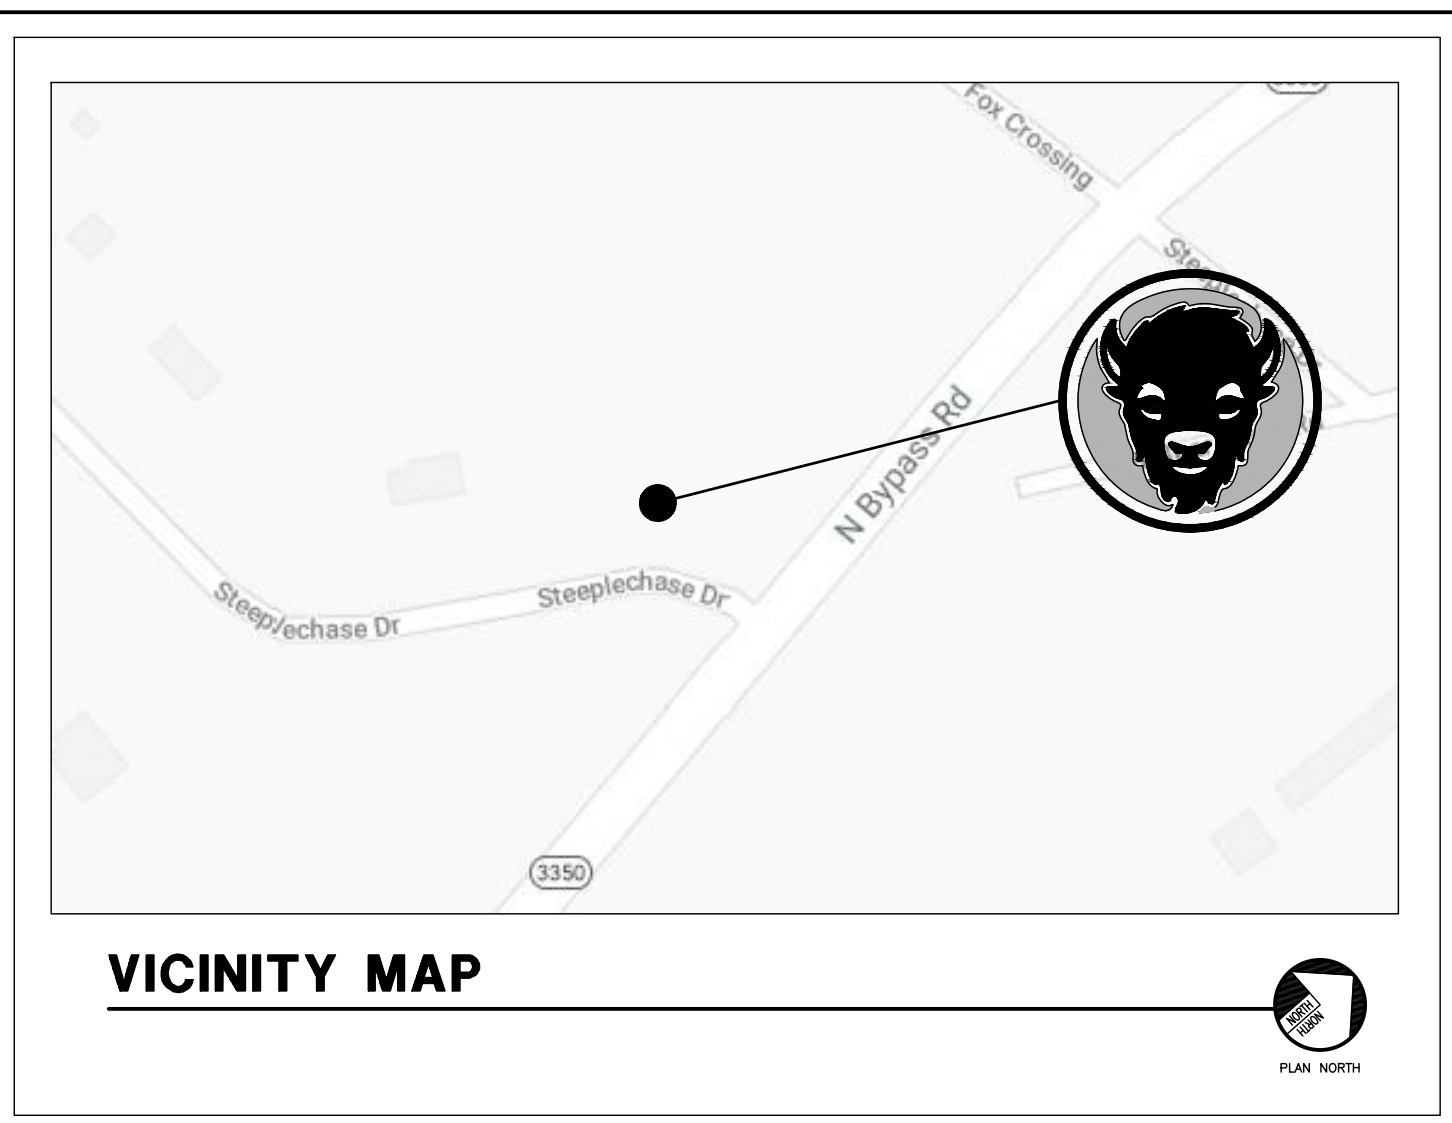 Fox Crossing
N Bypass Rd
Steeplechase Dr
Steeplechase Dr
3350
VICINITY MAP
NORTH
NORTH
PLAN NORTH